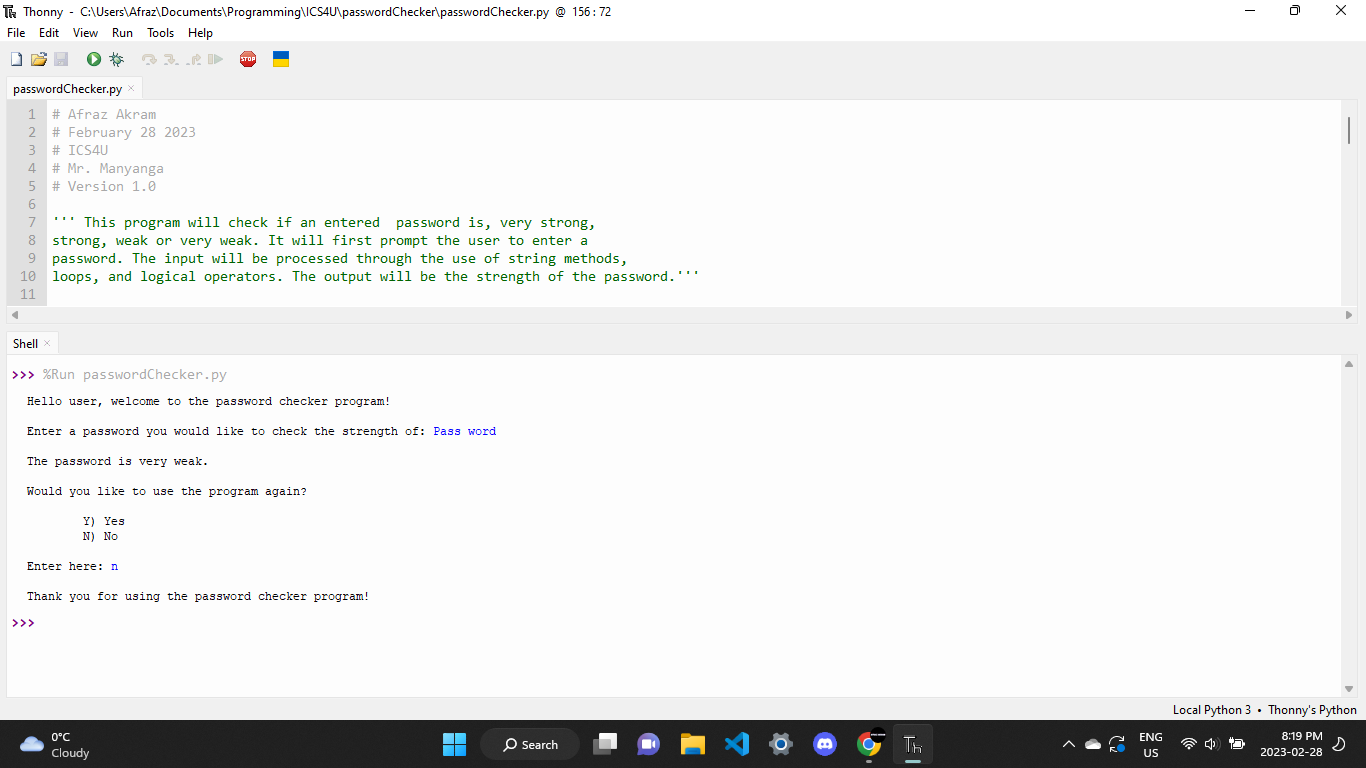 Thonny - C:\Users\Afraz\Documents\Programming\ICS4U\passwordChecker\passwordChecker.py @ 156 : 72
File Edit View Run Tools Help
STOP
passwordChecker.py ×
1 # Afraz Akram
2 # February 28 2023
3 # ICS4U
4 # Mr. Manyanga
5 # Version 1.0
6
7 ''' This program will check if an entered  password is, very strong,
8 strong, weak or very weak. It will first prompt the user to enter a
9 password. The input will be processed through the use of string methods,
10 loops, and logical operators. The output will be the strength of the password.'''
11
Shell ×
>>> %Run passwordChecker.py
Hello user, welcome to the password checker program!
Enter a password you would like to check the strength of: Pass word
The password is very weak.
Would you like to use the program again?
Y) Yes
N) No
Enter here: n
Thank you for using the password checker program!
>>>
Local Python 3 • Thonny's Python
0°C
Cloudy
Search
Th
ENG
US
8:19 PM
2023-02-28